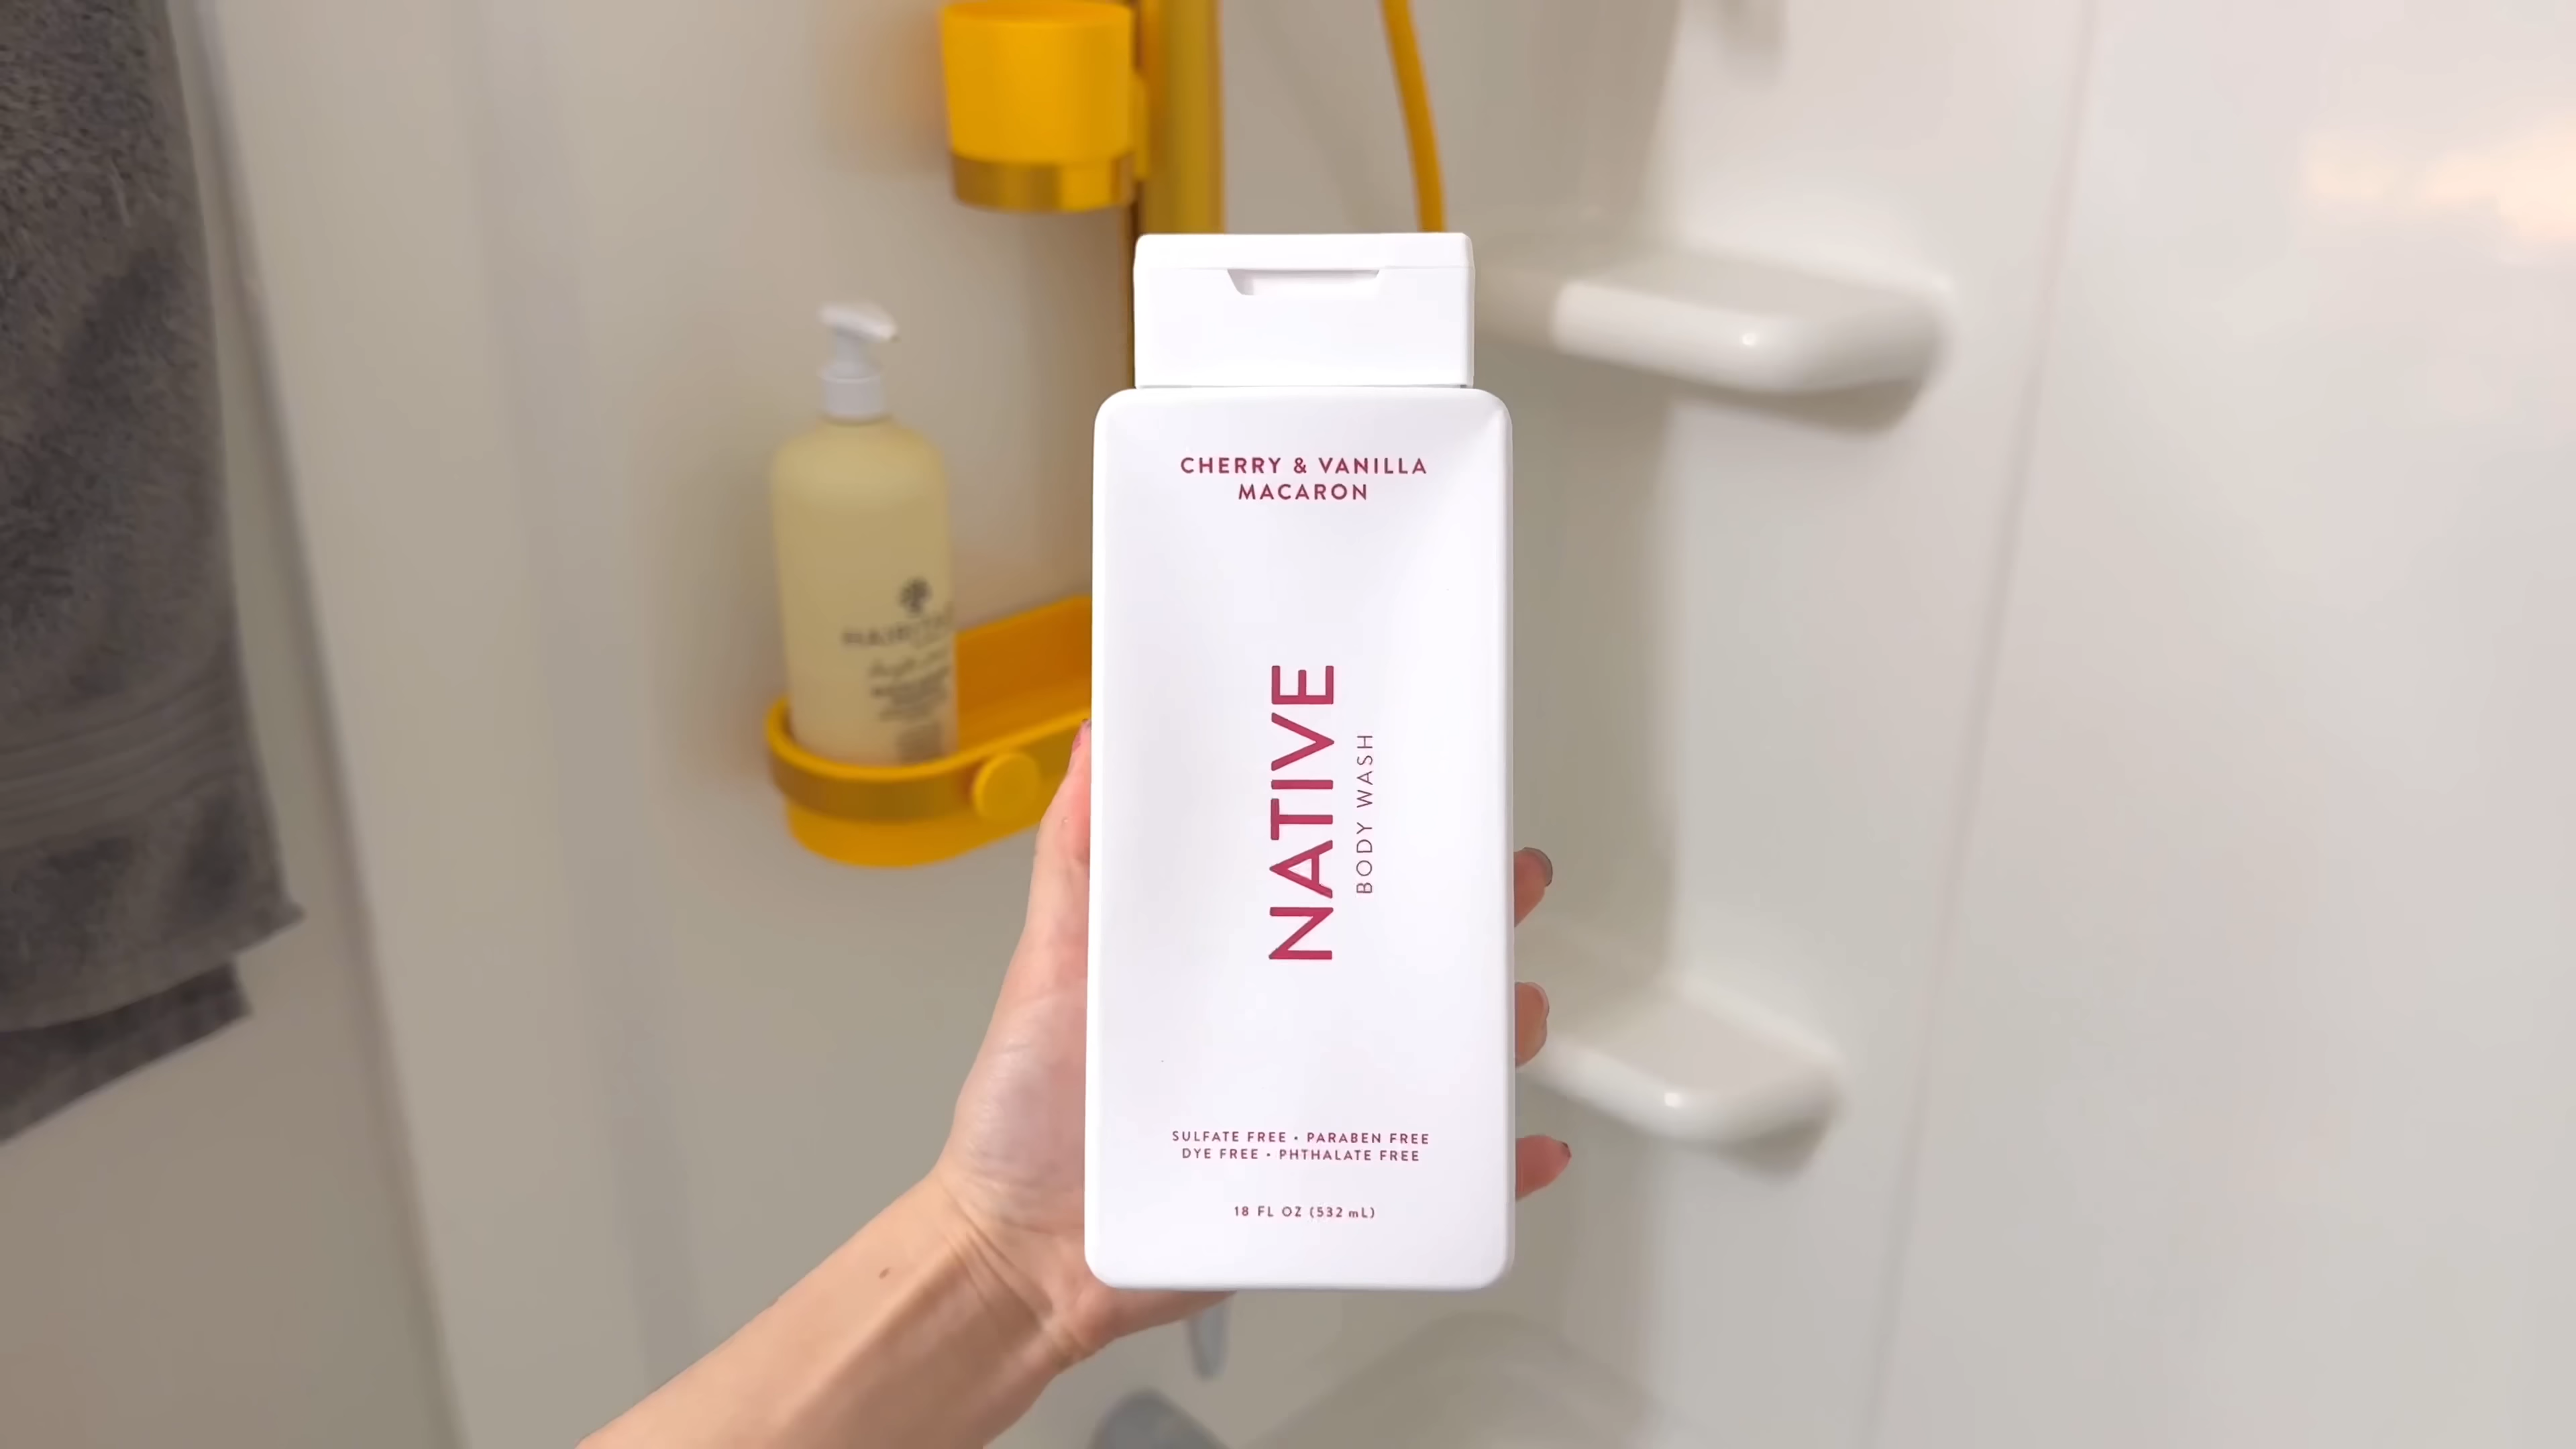 CHERRY & VANILLA
MACARON
NATIVE
BODY WASH
SULFATE FREE • PARABEN FREE
DYE FREE • PHTHALATE FREE
18 FL OZ (532 mL)